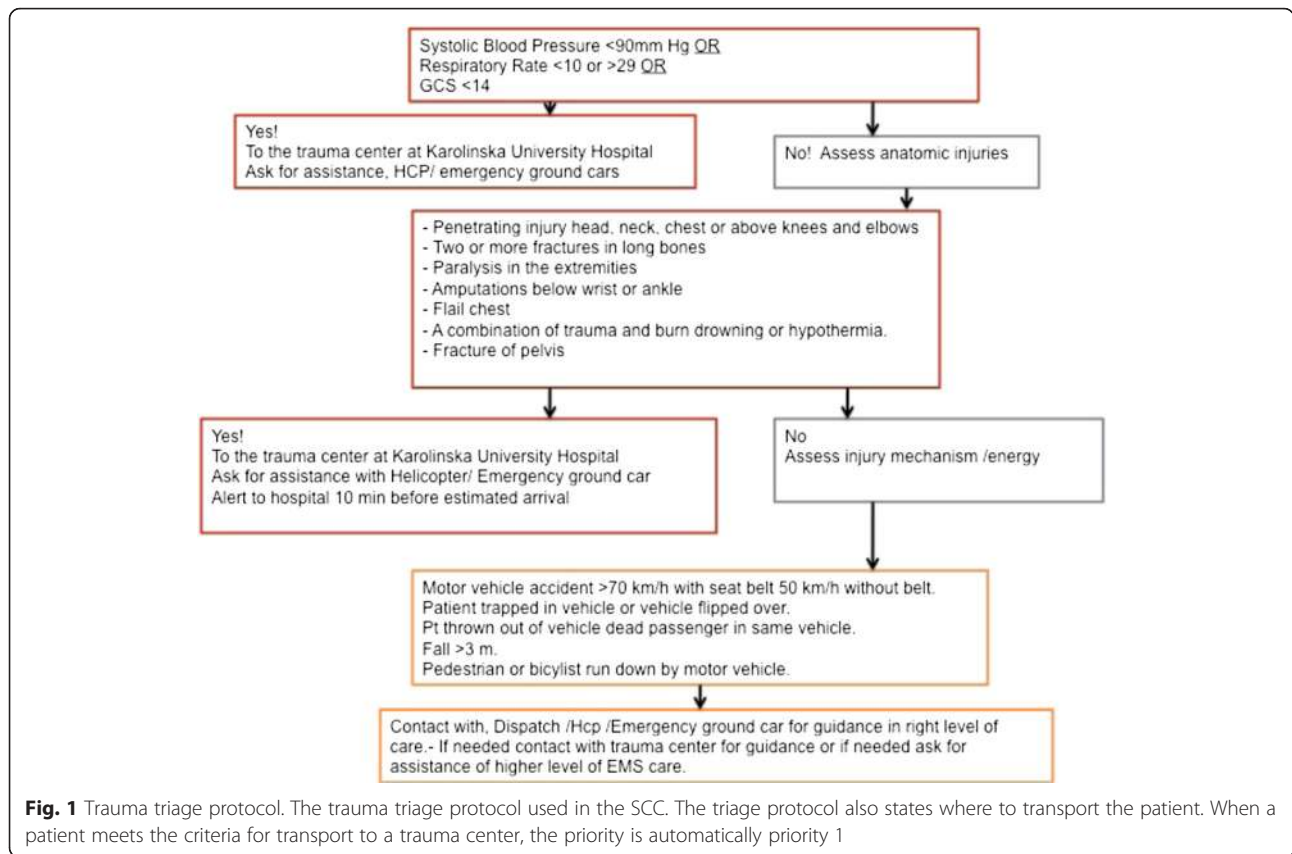 Systolic Blood Pressure <90mm Hg OR
Respiratory Rate <10 or >29 OR
GCS <14
Yes!
To the trauma center at Karolinska University Hospital
Ask for assistance, HCP/ emergency ground cars
No! Assess anatomic injuries
- Penetrating injury head, neck, chest or above knees and elbows
- Two or more fractures in long bones
- Paralysis in the extremities
- Amputations below wrist or ankle
- Flail chest
- A combination of trauma and burn drowning or hypothermia.
- Fracture of pelvis
Yes!
To the trauma center at Karolinska University Hospital
Ask for assistance with Helicopter/ Emergency ground car
Alert to hospital 10 min before estimated arrival
No
Assess injury mechanism /energy
Motor vehicle accident >70 km/h with seat belt 50 km/h without belt.
Patient trapped in vehicle or vehicle flipped over.
Pt thrown out of vehicle dead passenger in same vehicle.
Fall >3 m.
Pedestrian or bicylist run down by motor vehicle.
Contact with, Dispatch /Hcp /Emergency ground car for guidance in right level of
care.- If needed contact with trauma center for guidance or if needed ask for
assistance of higher level of EMS care.
Fig. 1 Trauma triage protocol. The trauma triage protocol used in the SCC. The triage protocol also states where to transport the patient. When a
patient meets the criteria for transport to a trauma center, the priority is automatically priority 1